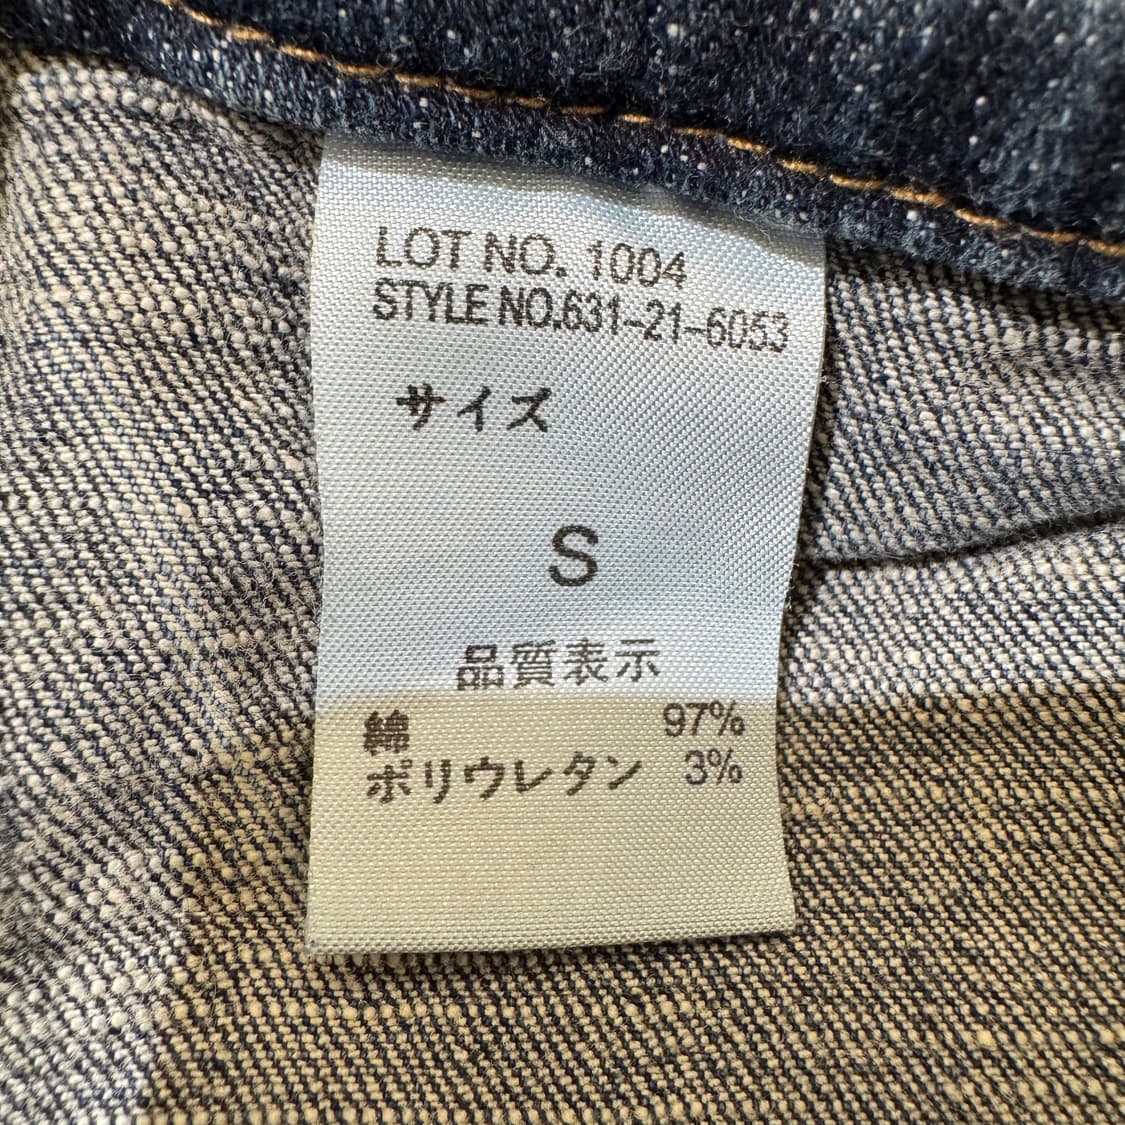 LOT NO. 1004
STYLE NO.631-21-6053
サイズ
S
品質表示
綿 97%
ポリウレタン 3%